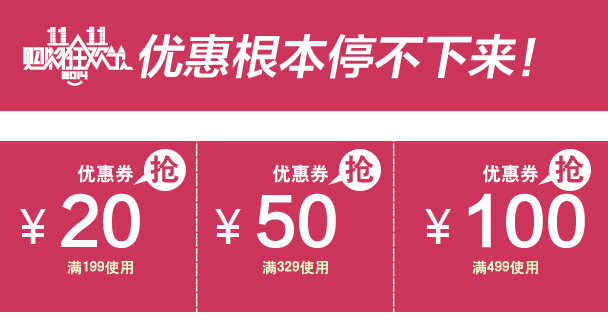 11 11
购物狂欢节
2014
优惠根本停不下来!
优惠券 抢
¥ 20
满199使用
优惠券 抢
¥ 50
满329使用
优惠券 抢
¥ 100
满499使用